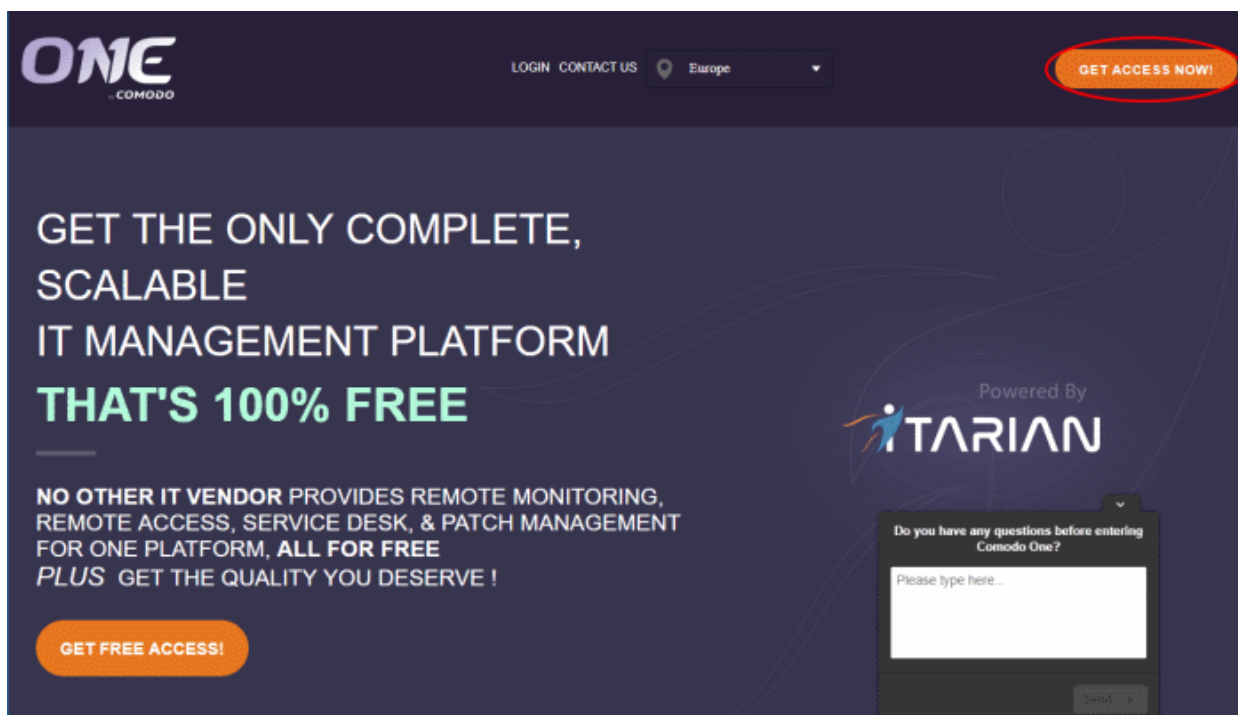 ONE
by COMODO
LOGIN CONTACT US Europe
GET ACCESS NOW!
GET THE ONLY COMPLETE,
SCALABLE
IT MANAGEMENT PLATFORM
THAT'S 100% FREE
Powered By
ITARIAN
NO OTHER IT VENDOR PROVIDES REMOTE MONITORING,
REMOTE ACCESS, SERVICE DESK, & PATCH MANAGEMENT
FOR ONE PLATFORM, ALL FOR FREE
PLUS GET THE QUALITY YOU DESERVE !
GET FREE ACCESS!
Do you have any questions before entering
Comodo One?
Please type here...
Send